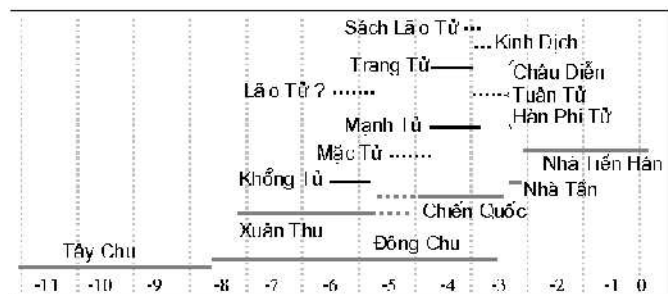 Sách Lão Tử
Kinh Dịch
Trang Tử
Châu Diễn
Lão Tử ?
Tuân Tử
Hàn Phi Tử
Mạnh Tử
Mặc Tử
Nhà Tiền Hán
Khổng Tử
Nhà Tần
Chiến Quốc
Xuân Thu
Đông Chu
Tây Chu
-11 -10 -9 -8 -7 -6 -5 -4 -3 -2 -1 0